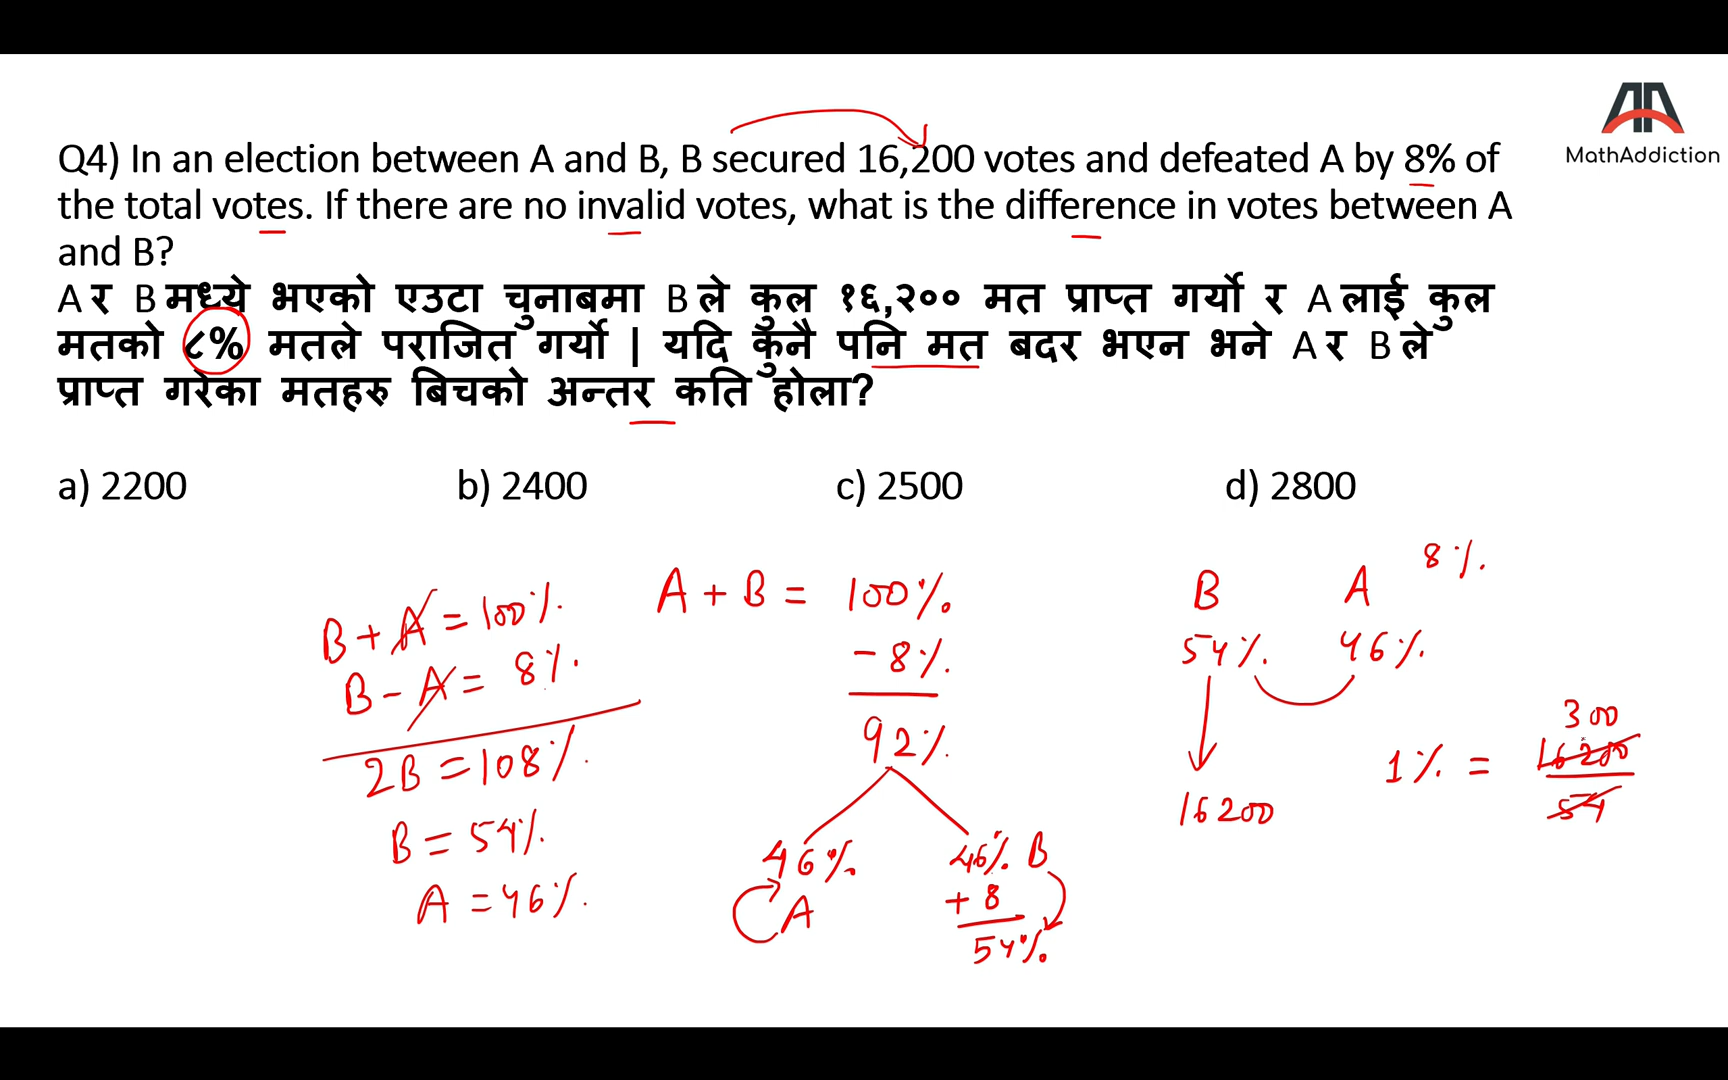 MathAddiction
Q4) In an election between A and B, B secured 16,200 votes and defeated A by 8% of
the total votes. If there are no invalid votes, what is the difference in votes between A
and B?
A र B मध्ये भएको एउटा चुनाबमा B ले कुल १६,२०० मत प्राप्त गर्यो र A लाई कुल
मतको ८% मतले पराजित गर्यो | यदि कुनै पनि मत बदर भएन भने A र B ले
प्राप्त गरेका मतहरु बिचको अन्तर कति होला?
a) 2200 b) 2400 c) 2500 d) 2800
B + A = 100%
B - A = 8%
2B = 108%
B = 54%
A = 46%
A + B = 100%
- 8%
92%
46% 46% B
A + 8
54%
B A 8%
54% 46%
16200
300
1% = 16200
54